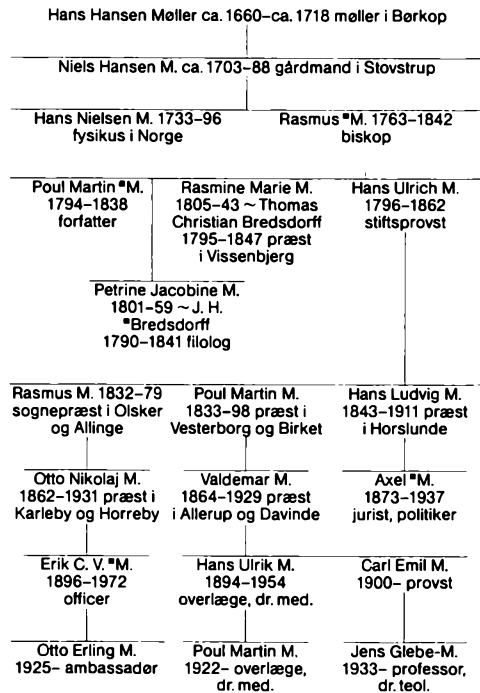 Hans Hansen Møller ca. 1660–ca. 1718 møller i Børkop
Niels Hansen M. ca. 1703–88 gårdmand i Stovstrup
Hans Nielsen M. 1733–96
fysikus i Norge
Rasmus *M. 1763–1842
biskop
Poul Martin *M.
1794–1838
forfatter
Rasmine Marie M.
1805–43 ~ Thomas
Christian Bredsdorff
1795–1847 præst
i Vissenbjerg
Hans Ulrich M.
1796–1862
stiftsprovst
Petrine Jacobine M.
1801–59 ~ J. H.
*Bredsdorff
1790–1841 filolog
Rasmus M. 1832–79
sognepræst i Olsker
og Allinge
Poul Martin M.
1833–98 præst i
Vesterborg og Birket
Hans Ludvig M.
1843–1911 præst
i Horslunde
Otto Nikolaj M.
1862–1931 præst i
Karleby og Horreby
Valdemar M.
1864–1929 præst
i Allerup og Davinde
Axel *M.
1873–1937
jurist, politiker
Erik C. V. *M.
1896–1972
officer
Hans Ulrik M.
1894–1954
overlæge, dr. med.
Carl Emil M.
1900– provst
Otto Erling M.
1925– ambassadør
Poul Martin M.
1922– overlæge,
dr. med.
Jens Glebe-M.
1933– professor,
dr. teol.